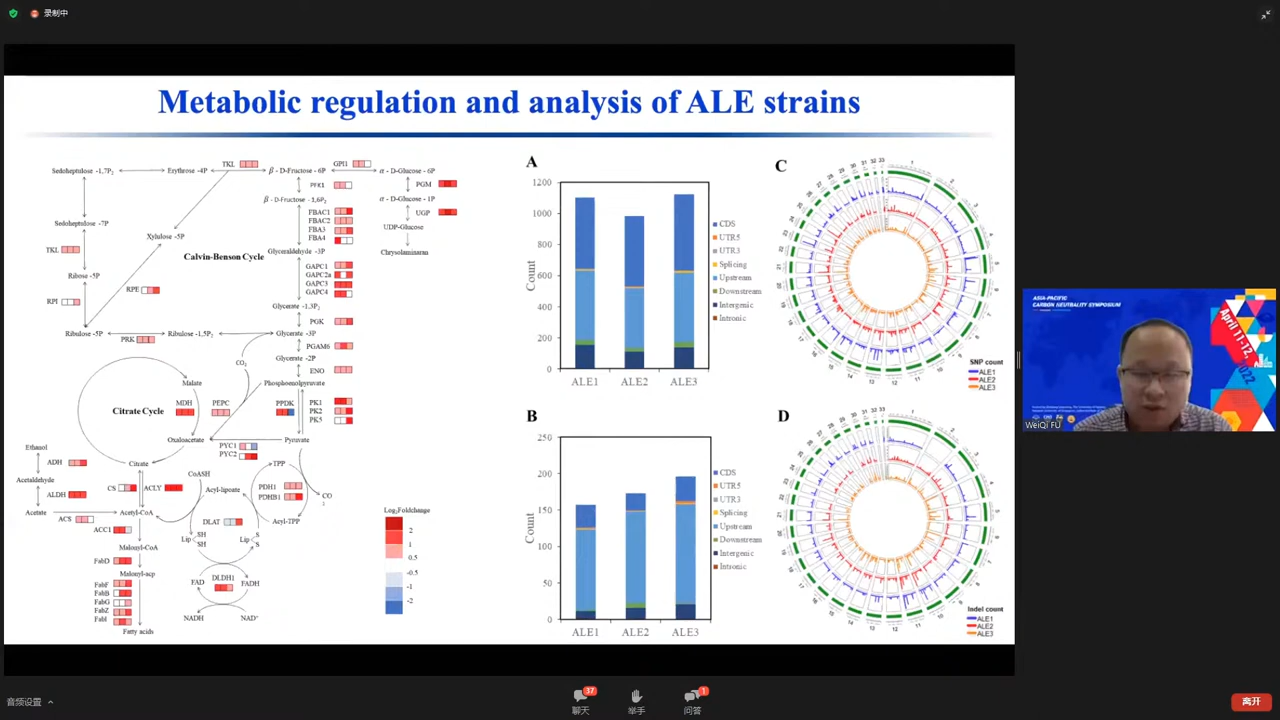 录制中
Metabolic regulation and analysis of ALE strains
Sedoheptulose -1,7P₂
Erythrose -4P
TKL
β - D-Fructose - 6P
GPI1
α - D-Glucose - 6P
PFK1
PGM
β - D-Fructose - 1,6P₂
α - D-Glucose - 1P
FBAC1
FBAC2
FBA3
FBA4
UGP
Sedoheptulose -7P
UDP-Glucose
Xylulose -5P
TKL
Calvin-Benson Cycle
Glyceraldehyde -3P
Chrysolaminaran
GAPC1
GAPC2a
GAPC3
GAPC4
Ribose -5P
RPE
RPI
Glycerate -1,3P₂
PGK
Ribulose -5P
Ribulose -1,5P₂
Glycerate -3P
PRK
PGAM6
Glycerate -2P
CO₂
ENO
Phosphoenolpyruvate
Malate
MDH
PEPC
PPDK
PK1
PK2
PK5
Citrate Cycle
Oxaloacetate
Pyruvate
PYC1
PYC2
Ethanol
ADH
Citrate
TPP
CoASH
Acetaldehyde
CS
ACLY
Acyl-lipoate
PDH1
PDHB1
CO
2
ALDH
Acetate
Acetyl-CoA
ACS
ACC1
DLAT
Acyl-TPP
Lip
SH
SH
Lip
S
S
Malonyl-CoA
FabD
Malonyl-acp
FAD
DLDH1
FADH
FabF
FabB
FabG
FabZ
FabI
NADH
NAD⁺
Fatty acids
Log₂Foldchange
2
1
0.5
-0.5
-1
-2
A
1200
1000
800
600
400
200
0
Count
ALE1 ALE2 ALE3
CDS
UTR5
UTR3
Splicing
Upstream
Downstream
Intergenic
Intronic
B
250
200
150
100
50
0
Count
ALE1 ALE2 ALE3
CDS
UTR5
UTR3
Splicing
Upstream
Downstream
Intergenic
Intronic
C
SNP count
ALE1
ALE2
ALE3
D
Indel count
ALE1
ALE2
ALE3
ASIA-PACIFIC
CARBON NEUTRALITY SYMPOSIUM
April 11-12,
2022
WeiQi FU
音频设置
37
聊天
举手
1
问答
离开